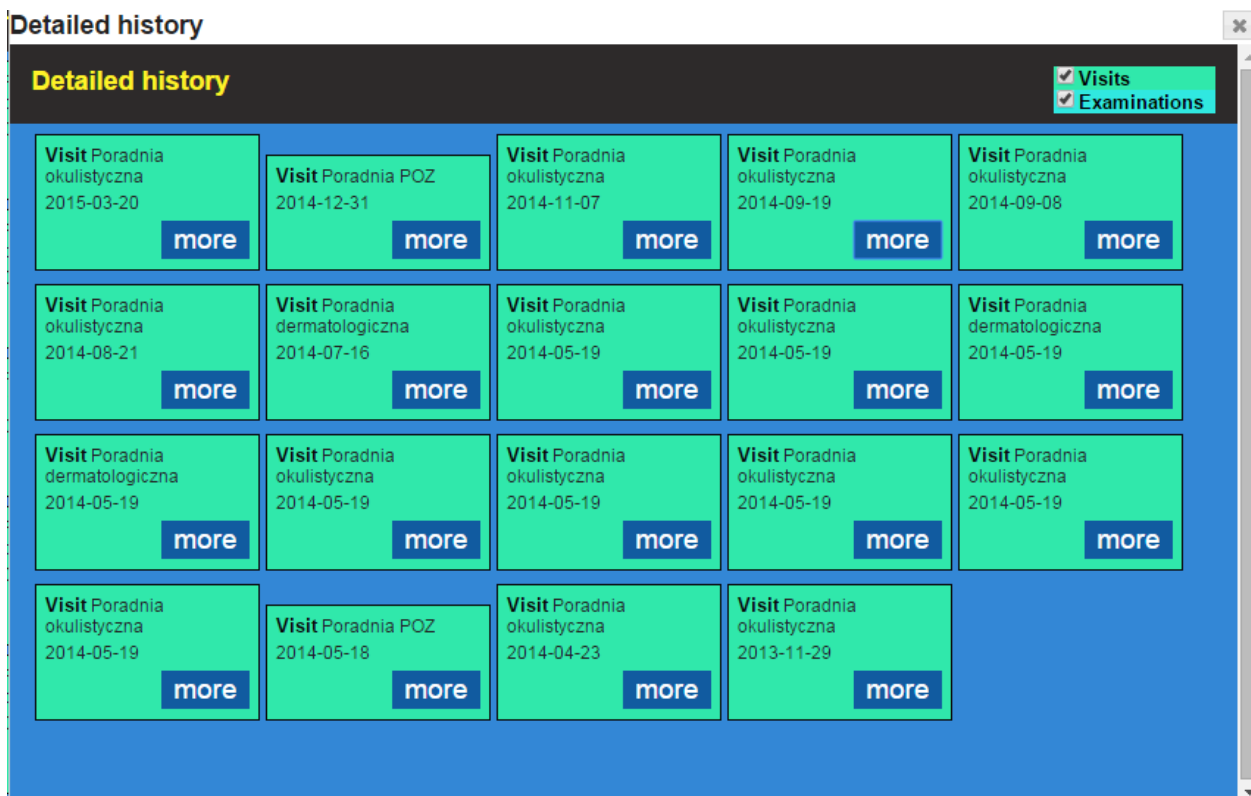 Detailed history
Detailed history
Visits
Examinations
Visit Poradnia
okulistyczna
2015-03-20
more
Visit Poradnia POZ
2014-12-31
more
Visit Poradnia
okulistyczna
2014-11-07
more
Visit Poradnia
okulistyczna
2014-09-19
more
Visit Poradnia
okulistyczna
2014-09-08
more
Visit Poradnia
okulistyczna
2014-08-21
more
Visit Poradnia
dermatologiczna
2014-07-16
more
Visit Poradnia
okulistyczna
2014-05-19
more
Visit Poradnia
okulistyczna
2014-05-19
more
Visit Poradnia
dermatologiczna
2014-05-19
more
Visit Poradnia
dermatologiczna
2014-05-19
more
Visit Poradnia
okulistyczna
2014-05-19
more
Visit Poradnia
okulistyczna
2014-05-19
more
Visit Poradnia
okulistyczna
2014-05-19
more
Visit Poradnia
okulistyczna
2014-05-19
more
Visit Poradnia
okulistyczna
2014-05-19
more
Visit Poradnia POZ
2014-05-18
more
Visit Poradnia
okulistyczna
2014-04-23
more
Visit Poradnia
okulistyczna
2013-11-29
more